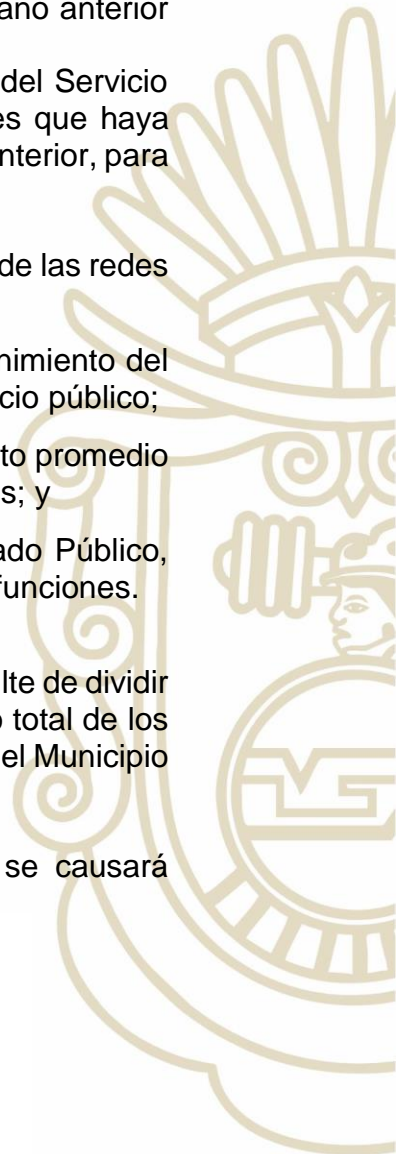 ano anterior
del Servicio
es que haya
nterior, para
de las redes
nimiento del
cio público;
to promedio
s; y
ado Público,
funciones.
lte de dividir
o total de los
el Municipio
se causará